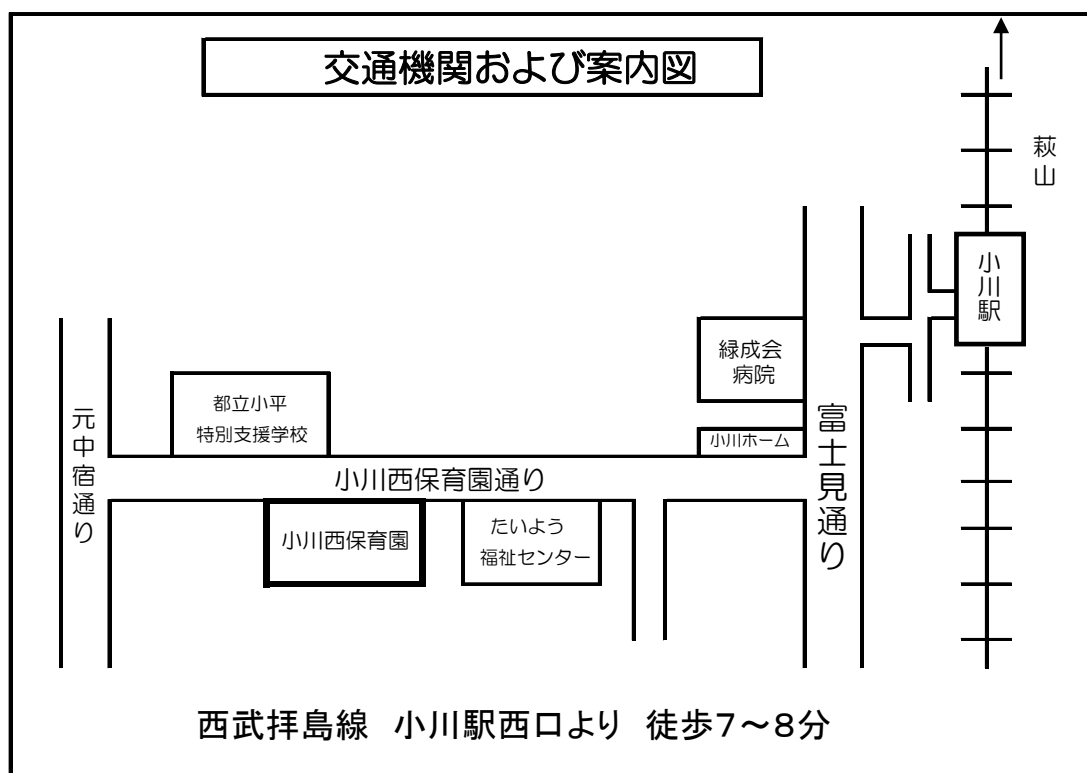 交通機関および案内図
萩山
小川駅
緑成会
病院
都立小平
特別支援学校
元中宿通り
小川ホーム
富士見通り
小川西保育園通り
小川西保育園
たいよう
福祉センター
西武拝島線 小川駅西口より 徒歩7～8分